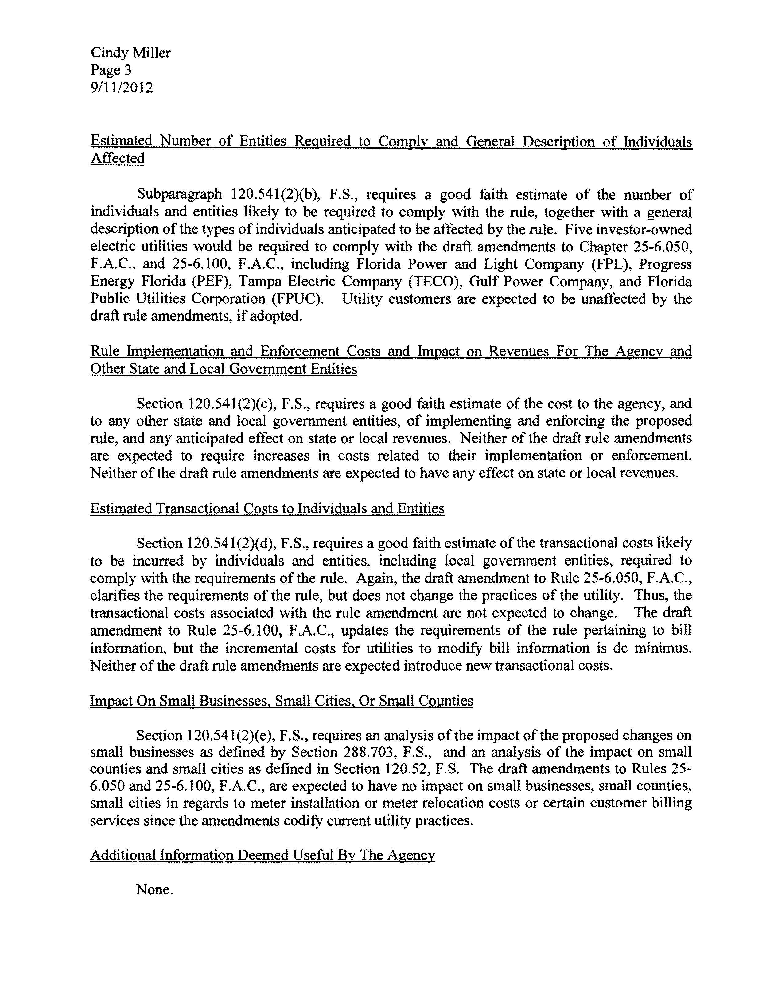 Cindy Miller
Page 3
9/11/2012
Estimated Number of Entities Required to Comply and General Description of Individuals
Affected
Subparagraph 120.541(2)(b), F.S., requires a good faith estimate of the number of
individuals and entities likely to be required to comply with the rule, together with a general
description of the types of individuals anticipated to be affected by the rule. Five investor-owned
electric utilities would be required to comply with the draft amendments to Chapter 25-6.050,
F.A.C., and 25-6.100, F.A.C., including Florida Power and Light Company (FPL), Progress
Energy Florida (PEF), Tampa Electric Company (TECO), Gulf Power Company, and Florida
Public Utilities Corporation (FPUC). Utility customers are expected to be unaffected by the
draft rule amendments, if adopted.
Rule Implementation and Enforcement Costs and Impact on Revenues For The Agency and
Other State and Local Government Entities
Section 120.541(2)(c), F.S., requires a good faith estimate of the cost to the agency, and
to any other state and local government entities, of implementing and enforcing the proposed
rule, and any anticipated effect on state or local revenues. Neither of the draft rule amendments
are expected to require increases in costs related to their implementation or enforcement.
Neither of the draft rule amendments are expected to have any effect on state or local revenues.
Estimated Transactional Costs to Individuals and Entities
Section 120.541(2)(d), F.S., requires a good faith estimate of the transactional costs likely
to be incurred by individuals and entities, including local government entities, required to
comply with the requirements of the rule. Again, the draft amendment to Rule 25-6.050, F.A.C.,
clarifies the requirements of the rule, but does not change the practices of the utility. Thus, the
transactional costs associated with the rule amendment are not expected to change. The draft
amendment to Rule 25-6.100, F.A.C., updates the requirements of the rule pertaining to bill
information, but the incremental costs for utilities to modify bill information is de minimus.
Neither of the draft rule amendments are expected introduce new transactional costs.
Impact On Small Businesses, Small Cities, Or Small Counties
Section 120.541(2)(e), F.S., requires an analysis of the impact of the proposed changes on
small businesses as defined by Section 288.703, F.S., and an analysis of the impact on small
counties and small cities as defined in Section 120.52, F.S. The draft amendments to Rules 25-
6.050 and 25-6.100, F.A.C., are expected to have no impact on small businesses, small counties,
small cities in regards to meter installation or meter relocation costs or certain customer billing
services since the amendments codify current utility practices.
Additional Information Deemed Useful By The Agency
None.